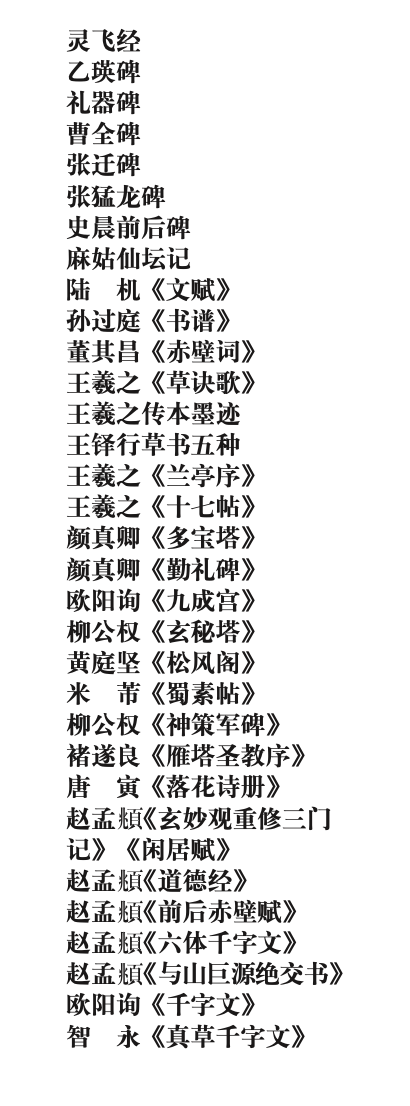 灵飞经
乙瑛碑
礼器碑
曹全碑
张迁碑
张猛龙碑
史晨前后碑
麻姑仙坛记
陆　机《文赋》
孙过庭《书谱》
董其昌《赤壁词》
王羲之《草诀歌》
王羲之传本墨迹
王铎行草书五种
王羲之《兰亭序》
王羲之《十七帖》
颜真卿《多宝塔》
颜真卿《勤礼碑》
欧阳询《九成宫》
柳公权《玄秘塔》
黄庭坚《松风阁》
米　芾《蜀素帖》
柳公权《神策军碑》
褚遂良《雁塔圣教序》
唐　寅《落花诗册》
赵孟頫《玄妙观重修三门
记》《闲居赋》
赵孟頫《道德经》
赵孟頫《前后赤壁赋》
赵孟頫《六体千字文》
赵孟頫《与山巨源绝交书》
欧阳询《千字文》
智　永《真草千字文》